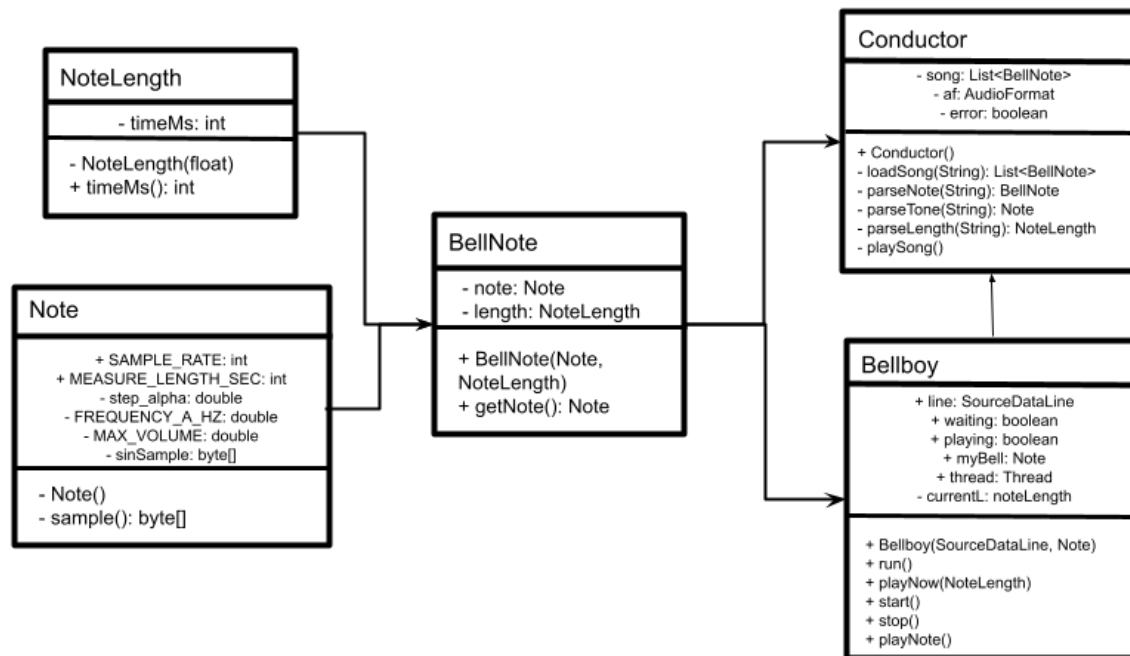 NoteLength
- timeMs: int
- NoteLength(float)
+ timeMs(): int
Note
+ SAMPLE_RATE: int
+ MEASURE_LENGTH_SEC: int
- step_alpha: double
- FREQUENCY_A_HZ: double
- MAX_VOLUME: double
- sinSample: byte[]
- Note()
- sample(): byte[]
BellNote
- note: Note
- length: NoteLength
+ BellNote(Note,
NoteLength)
+ getNote(): Note
Conductor
- song: List<BellNote>
- af: AudioFormat
- error: boolean
+ Conductor()
- loadSong(String): List<BellNote>
- parseNote(String): BellNote
- parseTone(String): Note
- parseLength(String): NoteLength
- playSong()
Bellboy
+ line: SourceDataLine
+ waiting: boolean
+ playing: boolean
+ myBell: Note
+ thread: Thread
- currentL: noteLength
+ Bellboy(SourceDataLine, Note)
+ run()
+ playNow(NoteLength)
+ start()
+ stop()
+ playNote()